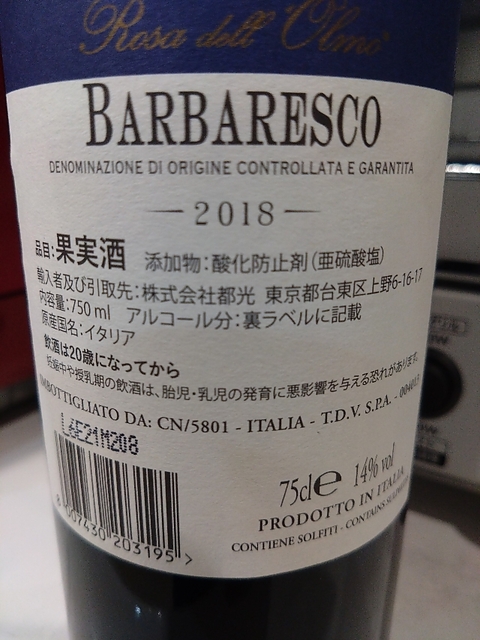 Rosa dell'Olmo
BARBARESCO
DENOMINAZIONE DI ORIGINE CONTROLLATA E GARANTITA
2018
品目:果実酒 添加物:酸化防止剤(亜硫酸塩)
輸入者及び引取先:株式会社都光 東京都台東区上野6-16-17
内容量:750 ml アルコール分:裏ラベルに記載
原産国名:イタリア
飲酒は20歳になってから
妊娠中や授乳期の飲酒は、胎児・乳児の発育に悪影響を与える恐れがあります。
IMBOTTIGLIATO DA: CN/5801 - ITALIA - T.D.V. S.P.A. -
L6E21M208
8 007430 203195 >
75cl e 14% vol
PRODOTTO IN ITALIA
CONTIENE SOLFITI - CONTAINS